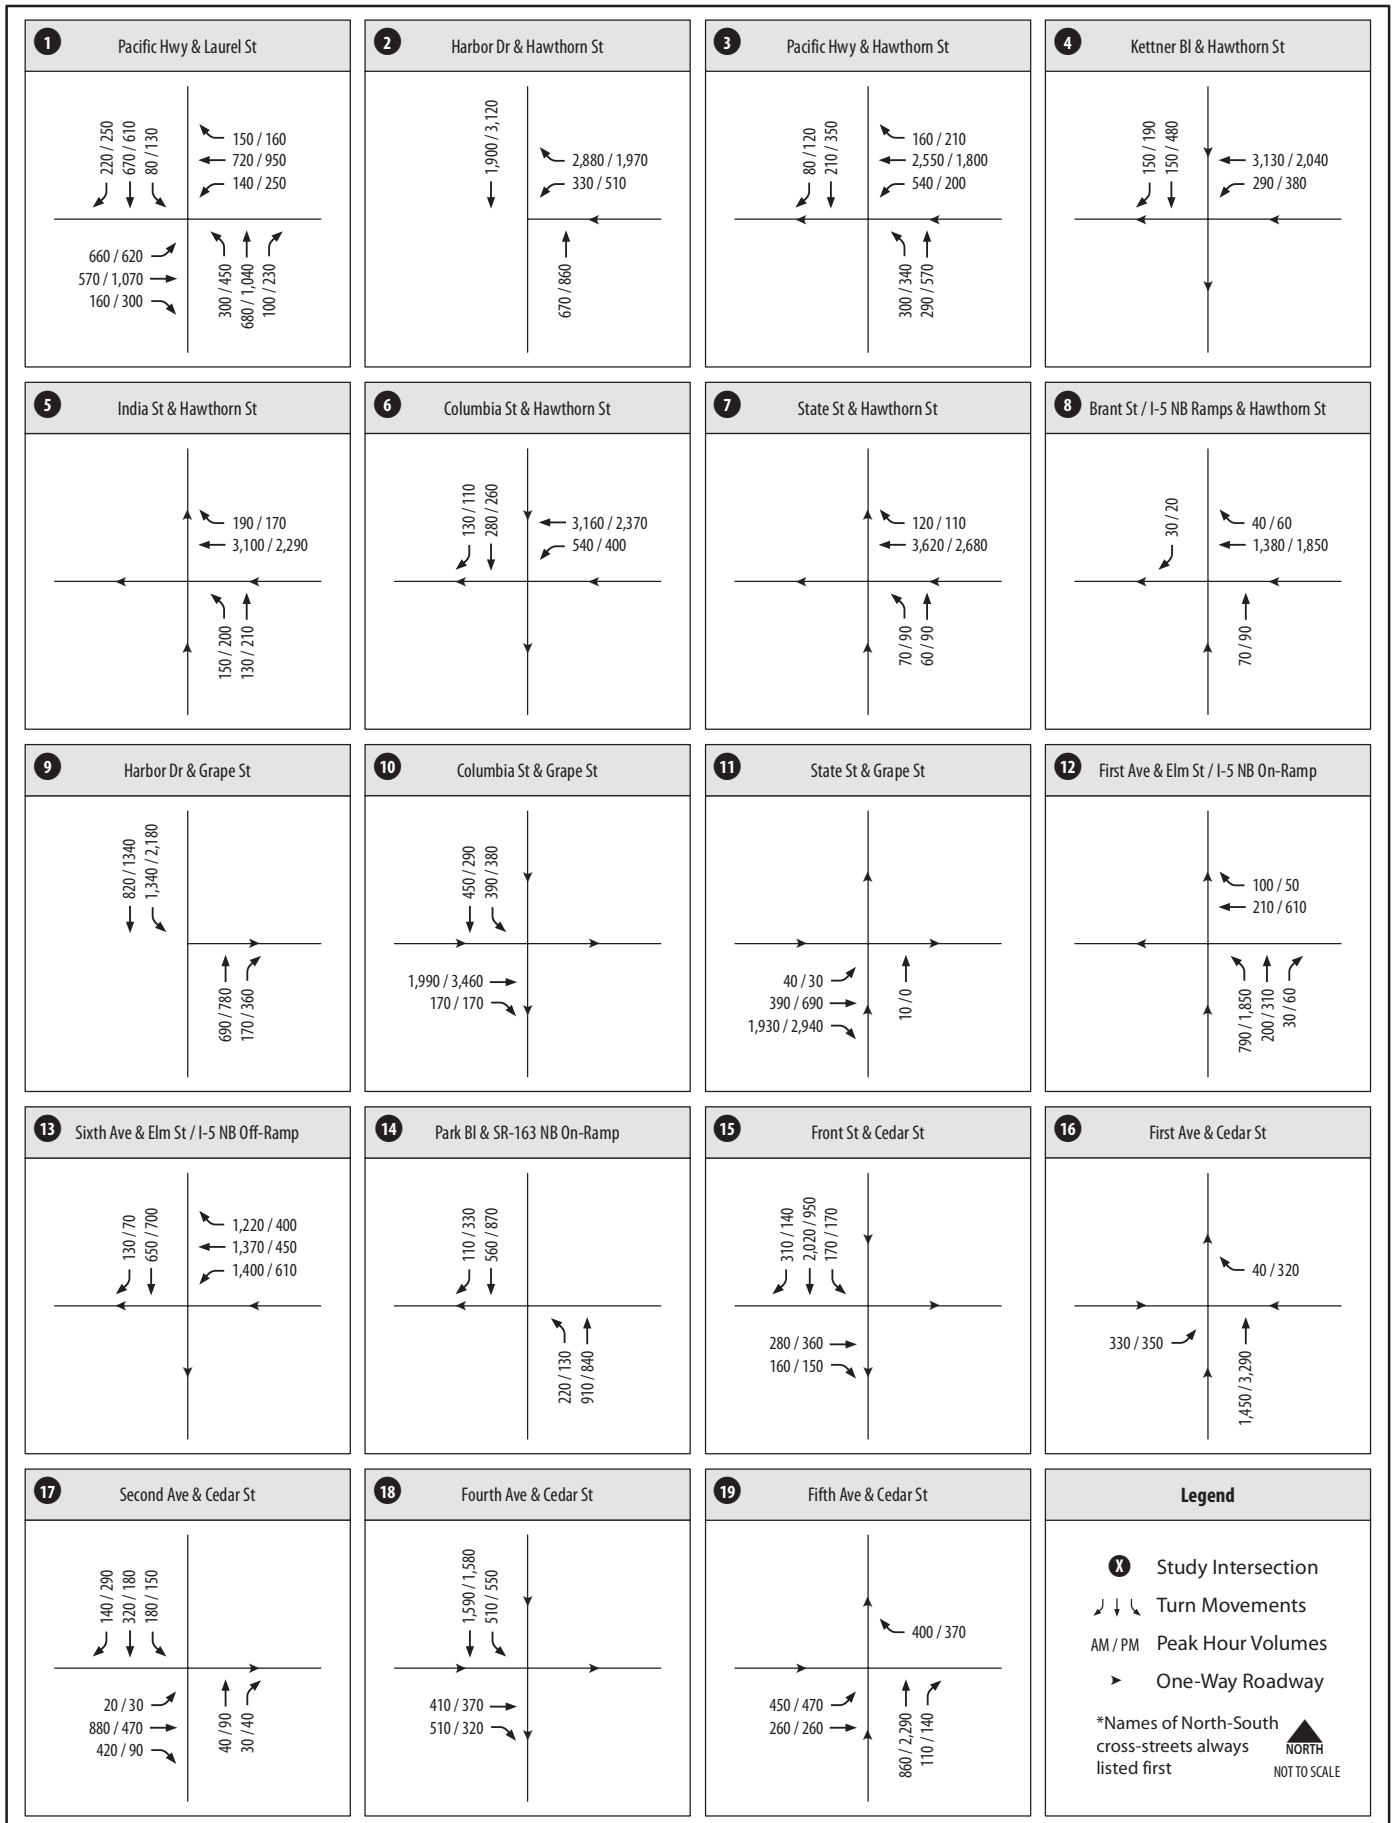 1
Pacific Hwy & Laurel St
220 / 250
670 / 610
80 / 130
150 / 160
720 / 950
140 / 250
660 / 620
570 / 1,070
160 / 300
300 / 450
680 / 1,040
100 / 230
2
Harbor Dr & Hawthorn St
1,900 / 3,120
2,880 / 1,970
330 / 510
670 / 860
3
Pacific Hwy & Hawthorn St
80 / 120
210 / 350
160 / 210
2,550 / 1,800
540 / 200
300 / 340
290 / 570
4
Kettner Bl & Hawthorn St
150 / 190
150 / 480
3,130 / 2,040
290 / 380
5
India St & Hawthorn St
190 / 170
3,100 / 2,290
150 / 200
130 / 210
6
Columbia St & Hawthorn St
130 / 110
280 / 260
3,160 / 2,370
540 / 400
7
State St & Hawthorn St
120 / 110
3,620 / 2,680
70 / 90
60 / 90
8
Brant St / I-5 NB Ramps & Hawthorn St
30 / 20
40 / 60
1,380 / 1,850
70 / 90
9
Harbor Dr & Grape St
820 / 1340
1,340 / 2,180
690 / 780
170 / 360
10
Columbia St & Grape St
450 / 290
390 / 380
1,990 / 3,460
170 / 170
11
State St & Grape St
40 / 30
390 / 690
1,930 / 2,940
10 / 0
12
First Ave & Elm St / I-5 NB On-Ramp
100 / 50
210 / 610
790 / 1,850
200 / 310
30 / 60
13
Sixth Ave & Elm St / I-5 NB Off-Ramp
130 / 70
650 / 700
1,220 / 400
1,370 / 450
1,400 / 610
14
Park Bl & SR-163 NB On-Ramp
110 / 330
560 / 870
220 / 130
910 / 840
15
Front St & Cedar St
310 / 140
2,020 / 950
170 / 170
280 / 360
160 / 150
16
First Ave & Cedar St
40 / 320
330 / 350
1,450 / 3,290
17
Second Ave & Cedar St
140 / 290
320 / 180
180 / 150
20 / 30
880 / 470
420 / 90
40 / 90
30 / 40
18
Fourth Ave & Cedar St
1,590 / 1,580
510 / 550
410 / 370
510 / 320
19
Fifth Ave & Cedar St
400 / 370
450 / 470
260 / 260
860 / 2,290
110 / 140
Legend
X Study Intersection
Turn Movements
AM / PM Peak Hour Volumes
One-Way Roadway
*Names of North-South
cross-streets always
listed first
NORTH
NOT TO SCALE